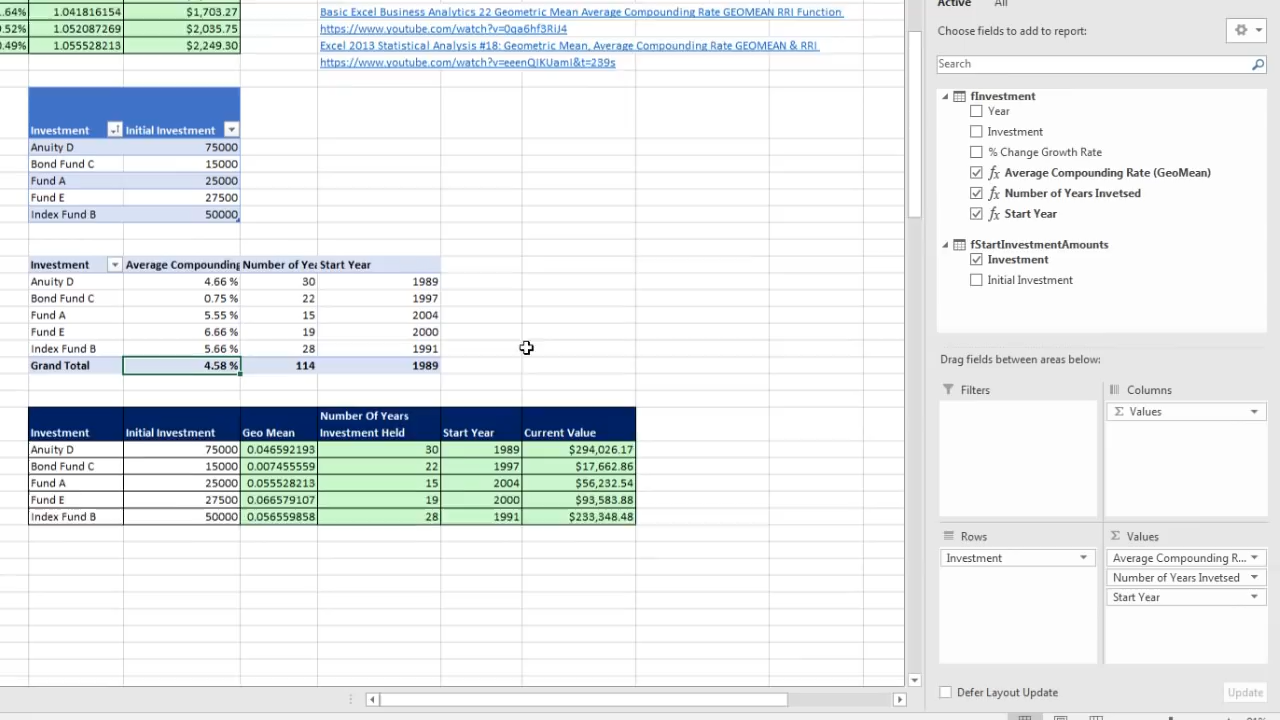 1.64% 1.041816154 $1,703.27 Basic Excel Business Analytics 22 Geometric Mean Average Compounding Rate GEOMEAN RRI Function
0.52% 1.052087269 $2,035.75 https://www.youtube.com/watch?v=0qa6hf3RiJ4
0.49% 1.055528213 $2,249.30 Excel 2013 Statistical Analysis #18: Geometric Mean, Average Compounding Rate GEOMEAN & RRI
https://www.youtube.com/watch?v=eeenQIKUamI&t=239s
Investment Initial Investment
Anuity D 75000
Bond Fund C 15000
Fund A 25000
Fund E 27500
Index Fund B 50000
Investment Average Compounding Number of Yea Start Year
Anuity D 4.66 % 30 1989
Bond Fund C 0.75 % 22 1997
Fund A 5.55 % 15 2004
Fund E 6.66 % 19 2000
Index Fund B 5.66 % 28 1991
Grand Total 4.58 % 114 1989
Number Of Years
Investment Initial Investment Geo Mean Investment Held Start Year Current Value
Anuity D 75000 0.046592193 30 1989 $294,026.17
Bond Fund C 15000 0.007455559 22 1997 $17,662.86
Fund A 25000 0.055528213 15 2004 $56,232.54
Fund E 27500 0.066579107 19 2000 $93,583.88
Index Fund B 50000 0.056559858 28 1991 $233,348.48
Active All
Choose fields to add to report:
Search
fInvestment
Year
Investment
% Change Growth Rate
fx Average Compounding Rate (GeoMean)
fx Number of Years Invetsed
fx Start Year
fStartInvestmentAmounts
Investment
Initial Investment
Drag fields between areas below:
Filters Columns
Σ Values
Rows Σ Values
Investment Average Compounding R...
Number of Years Invetsed
Start Year
Defer Layout Update Update